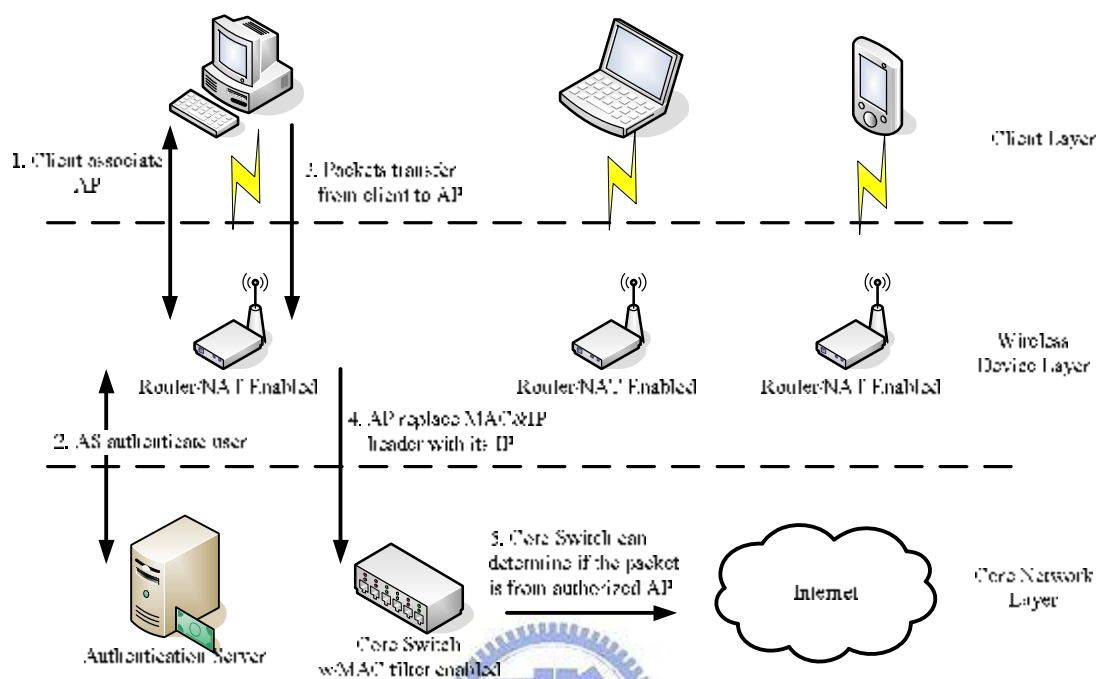 1. Client associate
AP
3. Packets transfer
from client to AP
Client Layer
Router/NAT Enabled
Router/NAT Enabled
Router/NAT Enabled
Wireless
Device Layer
2. AS authenticate user
4. AP replace MAC&IP
header with its IP
5. Core Switch can
determine if the packet
is from authorized AP
Internet
Core Network
Layer
Authentication Server
Core Switch
w/MAC filter enabled